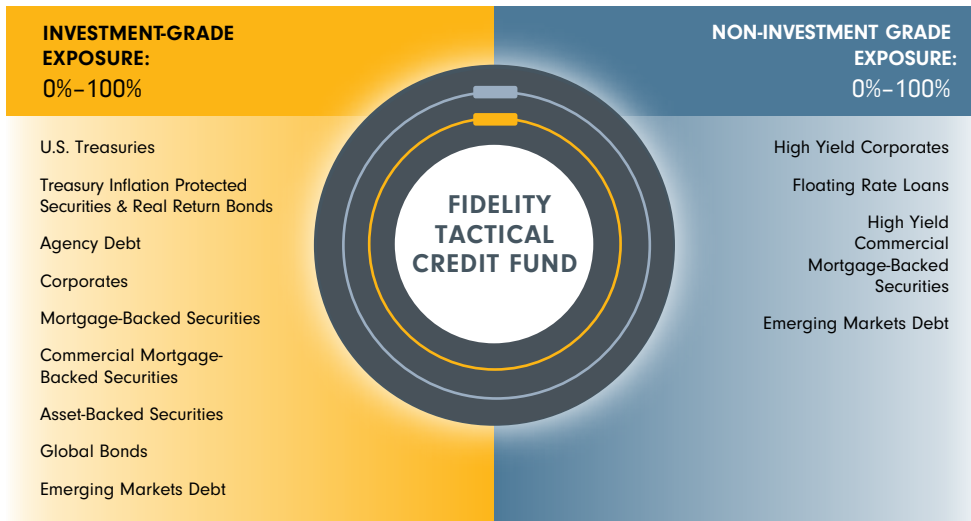 INVESTMENT-GRADE
EXPOSURE:
0%–100%
U.S. Treasuries
Treasury Inflation Protected
Securities & Real Return Bonds
Agency Debt
Corporates
Mortgage-Backed Securities
Commercial Mortgage-
Backed Securities
Asset-Backed Securities
Global Bonds
Emerging Markets Debt
FIDELITY
TACTICAL
CREDIT FUND
NON-INVESTMENT GRADE
EXPOSURE:
0%–100%
High Yield Corporates
Floating Rate Loans
High Yield
Commercial
Mortgage-Backed
Securities
Emerging Markets Debt